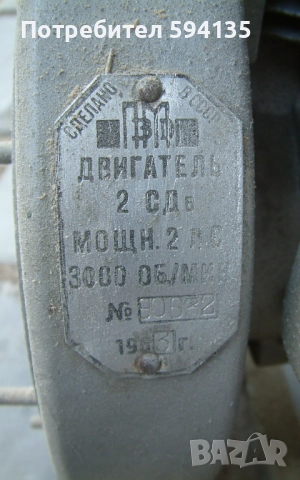 Потребител 594135
СДЕЛАНО В СССР
ДВИГАТЕЛЬ
2 СДв
МОЩН. 2 Л.С
3000 ОБ/МИН
№
г.
BAZAR